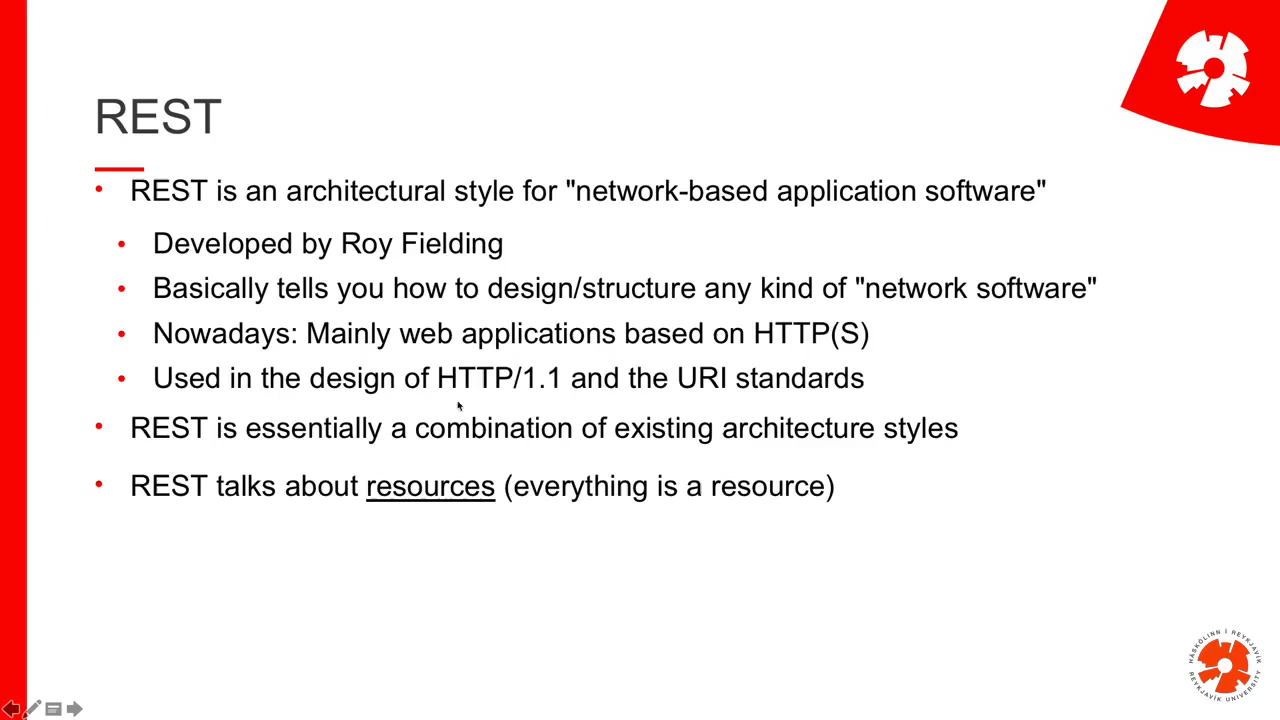 REST
• REST is an architectural style for "network-based application software"
• Developed by Roy Fielding
• Basically tells you how to design/structure any kind of "network software"
• Nowadays: Mainly web applications based on HTTP(S)
• Used in the design of HTTP/1.1 and the URI standards
• REST is essentially a combination of existing architecture styles
• REST talks about resources (everything is a resource)
HÁSKÓLINN Í REYKJAVÍK
REYKJAVÍK UNIVERSITY